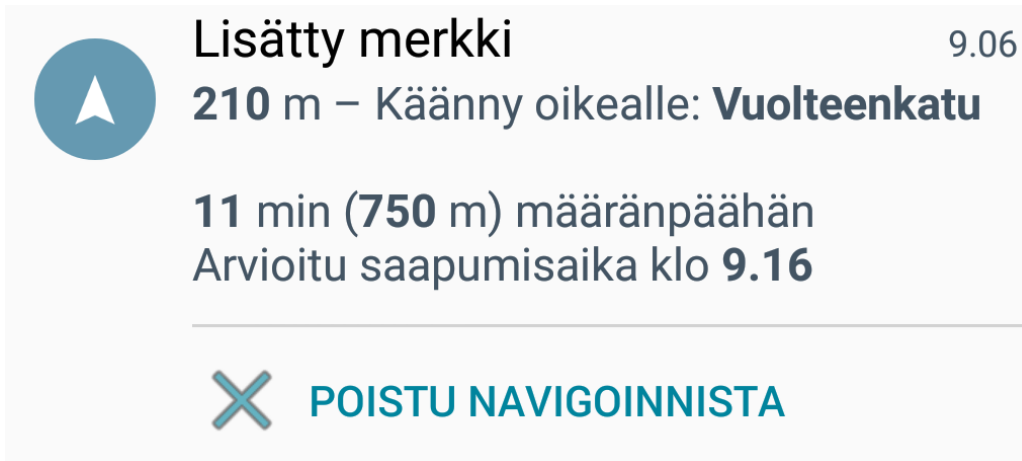 Lisätty merkki 9.06
210 m – Käänny oikealle: Vuolteenkatu
11 min (750 m) määränpäähän
Arvioitu saapumisaika klo 9.16
POISTU NAVIGOINNISTA